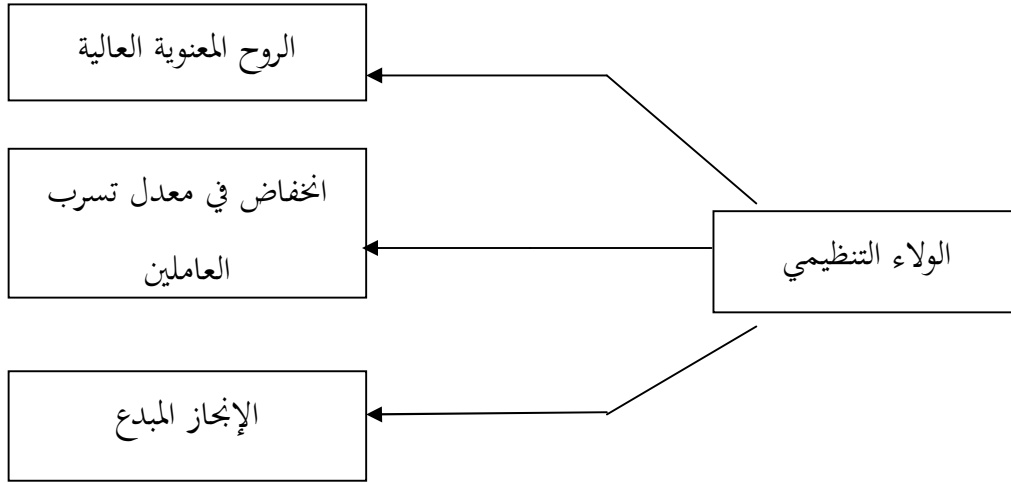 الروح المعنوية العالية
انخفاض في معدل تسرب
العاملين
الولاء التنظيمي
الإنجاز المبدع